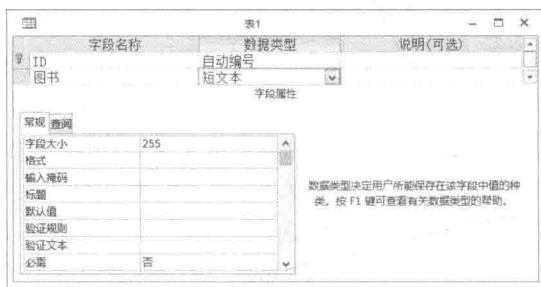 表1
字段名称 数据类型 说明(可选)
ID 自动编号
图书 短文本
字段属性
常规 查阅
字段大小 255
格式
输入掩码
标题
默认值
验证规则
验证文本
必需 否
数据类型决定用户所能保存在该字段中值的种
类。按 F1 键可查看有关数据类型的帮助。